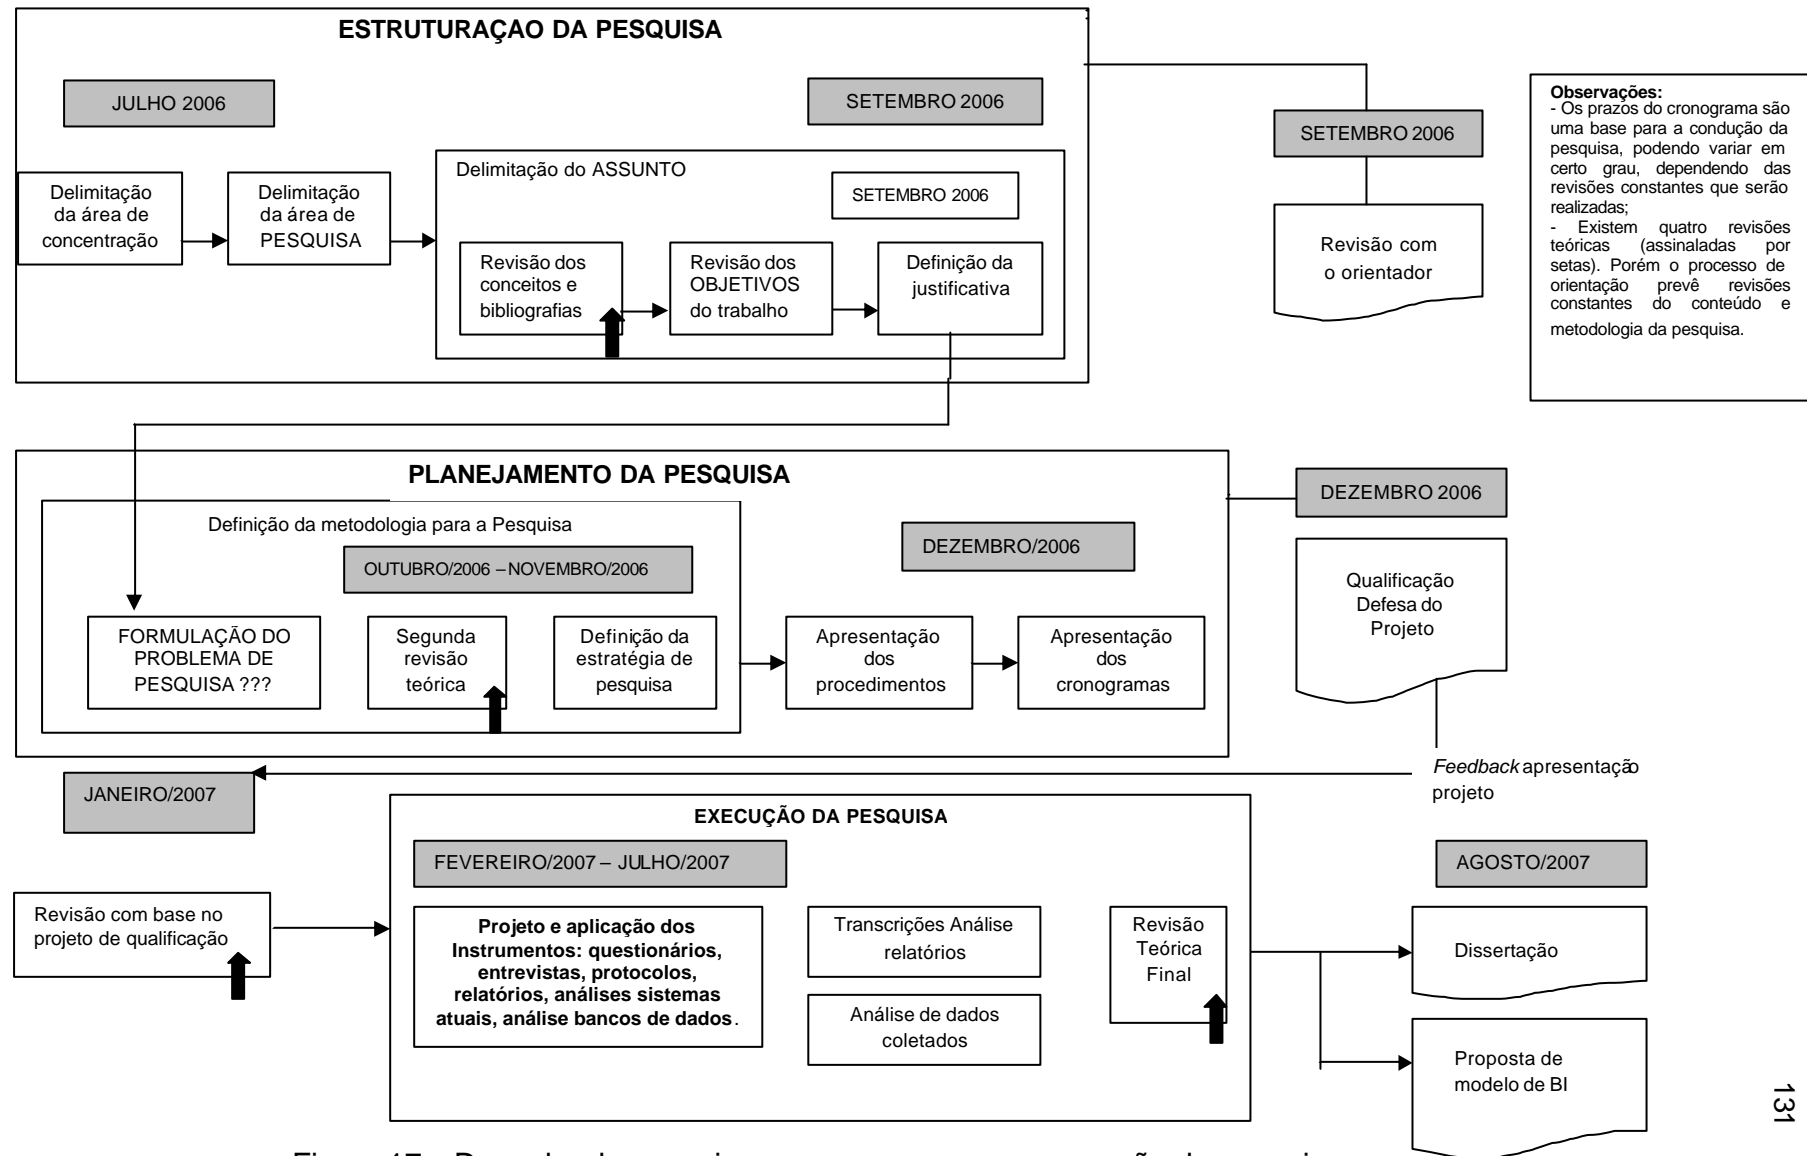 ESTRUTURAÇAO DA PESQUISA
JULHO 2006
SETEMBRO 2006
Delimitação
da área de
concentração
Delimitação
da área de
PESQUISA
Delimitação do ASSUNTO
SETEMBRO 2006
Revisão dos
conceitos e
bibliografias
Revisão dos
OBJETIVOS
do trabalho
Definição da
justificativa
SETEMBRO 2006
Revisão com
o orientador
Observações:
- Os prazos do cronograma são
uma base para a condução da
pesquisa, podendo variar em
certo grau, dependendo das
revisões constantes que serão
realizadas;
- Existem quatro revisões
teóricas (assinaladas por
setas). Porém o processo de
orientação prevê revisões
constantes do conteúdo e
metodologia da pesquisa.
PLANEJAMENTO DA PESQUISA
Definição da metodologia para a Pesquisa
OUTUBRO/2006 – NOVEMBRO/2006
DEZEMBRO/2006
FORMULAÇÃO DO
PROBLEMA DE
PESQUISA ???
Segunda
revisão
teórica
Definição da
estratégia de
pesquisa
Apresentação
dos
procedimentos
Apresentação
dos
cronogramas
DEZEMBRO 2006
Qualificação
Defesa do
Projeto
Feedback apresentação
projeto
JANEIRO/2007
Revisão com base no
projeto de qualificação
EXECUÇÃO DA PESQUISA
FEVEREIRO/2007 – JULHO/2007
Projeto e aplicação dos
Instrumentos: questionários,
entrevistas, protocolos,
relatórios, análises sistemas
atuais, análise bancos de dados.
Transcrições Análise
relatórios
Análise de dados
coletados
Revisão
Teórica
Final
AGOSTO/2007
Dissertação
Proposta de
modelo de BI
131